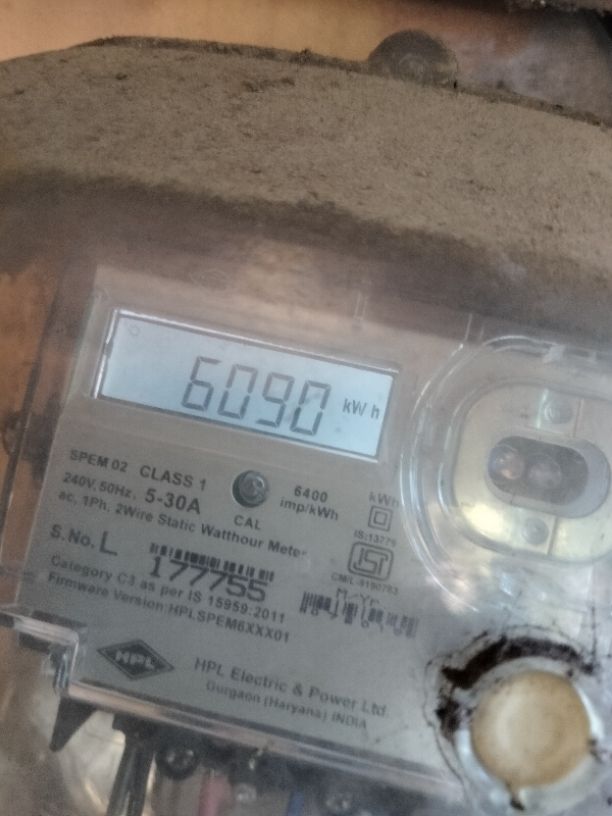 6090 kWh
SPEM 02 CLASS 1
240V, 50Hz, 5-30A
ac, 1Ph, 2Wire Static Watthour Meter
CAL
6400
imp/kWh
kWh
IS:13779
S.No. L 177755
Category C3 as per IS 15959:2011
Firmware Version:HPLSPEM6XXX01
HPL
HPL Electric & Power Ltd.
Gurgaon (Haryana) INDIA